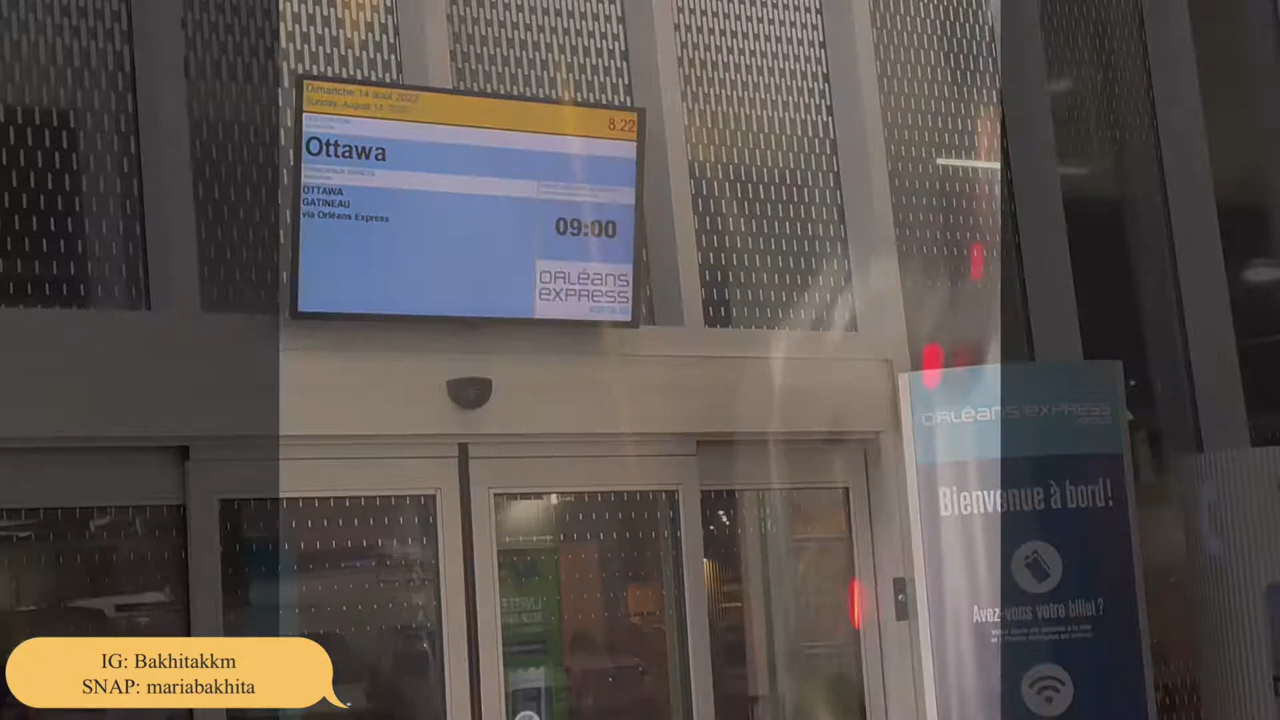 Dimanche 14 août 2022
Sunday, August 14, 2022
8:22
Ottawa
OTTAWA
GATINEAU
via Orléans Express
09:00
ORLéANS
EXPRESS
ORLéANS EXPRESS
Bienvenue à bord!
Avez-vous votre billet ?
IG: Bakhitakkm
SNAP: mariabakhita